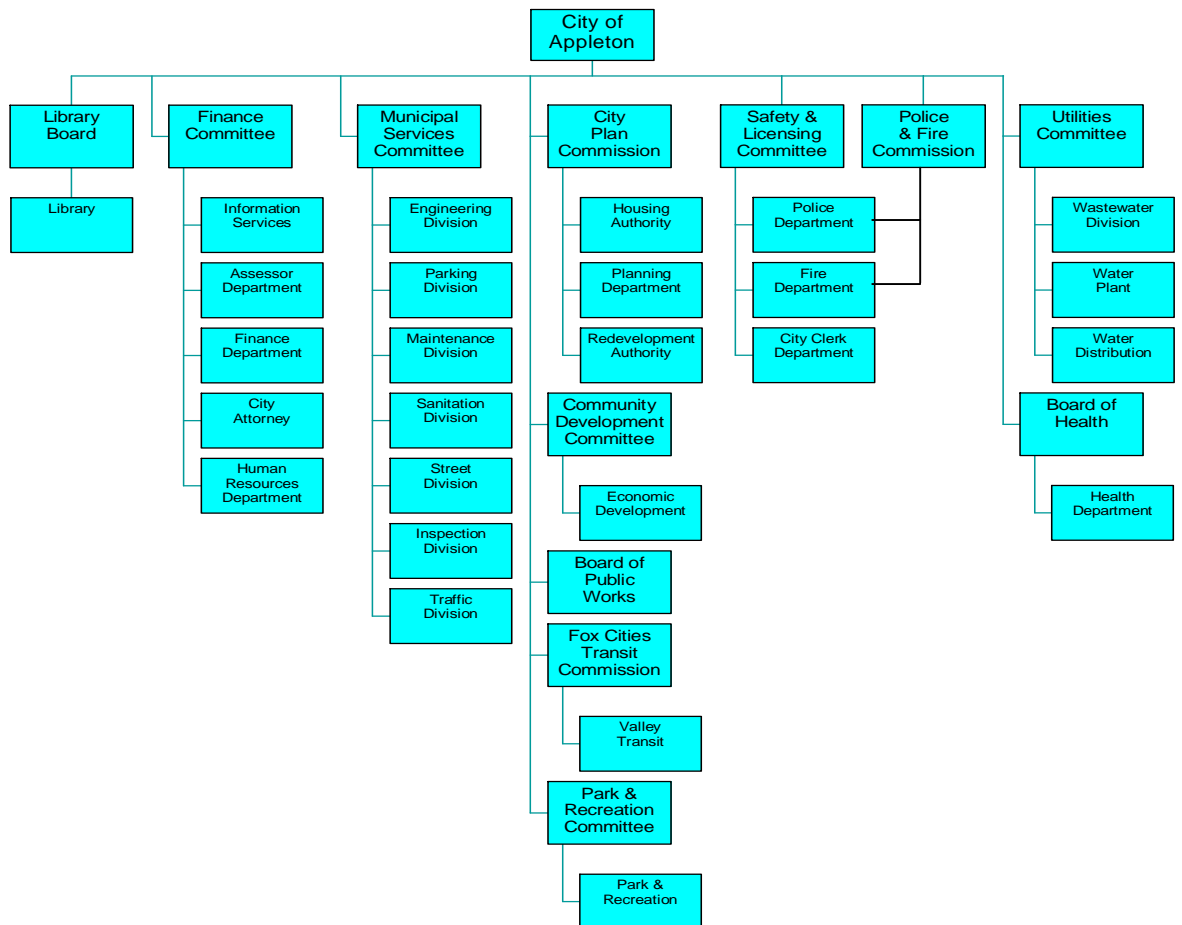 City of
Appleton
Library
Board
Finance
Committee
Municipal
Services
Committee
City
Plan
Commission
Safety &
Licensing
Committee
Police
& Fire
Commission
Utilities
Committee
Library
Information
Services
Assessor
Department
Finance
Department
City
Attorney
Human
Resources
Department
Engineering
Division
Parking
Division
Maintenance
Division
Sanitation
Division
Street
Division
Inspection
Division
Traffic
Division
Housing
Authority
Planning
Department
Redevelopment
Authority
Community
Development
Committee
Economic
Development
Board of
Public
Works
Fox Cities
Transit
Commission
Valley
Transit
Park &
Recreation
Committee
Park &
Recreation
Police
Department
Fire
Department
City Clerk
Department
Wastewater
Division
Water
Plant
Water
Distribution
Board of
Health
Health
Department